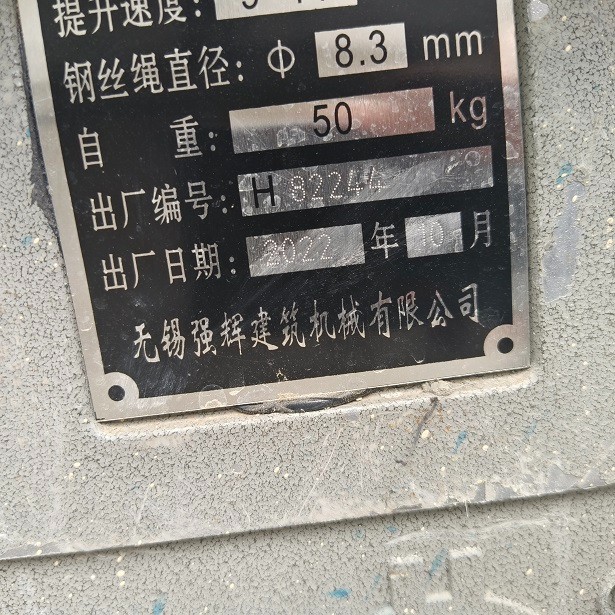 提升速度:
钢丝绳直径: Φ 8.3 mm
自 重: 50 kg
出厂编号: H 82244
出厂日期: 2022 年 10 月
无锡强辉建筑机械有限公司